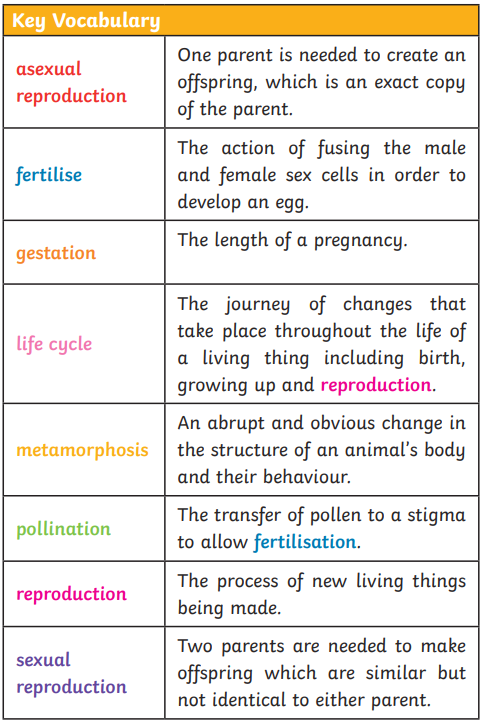 Key Vocabulary
asexual
reproduction
One parent is needed to create an
offspring, which is an exact copy
of the parent.
fertilise
The action of fusing the male
and female sex cells in order to
develop an egg.
gestation
The length of a pregnancy.
life cycle
The journey of changes that
take place throughout the life of
a living thing including birth,
growing up and reproduction.
metamorphosis
An abrupt and obvious change in
the structure of an animal's body
and their behaviour.
pollination
The transfer of pollen to a stigma
to allow fertilisation.
reproduction
The process of new living things
being made.
sexual
reproduction
Two parents are needed to make
offspring which are similar but
not identical to either parent.